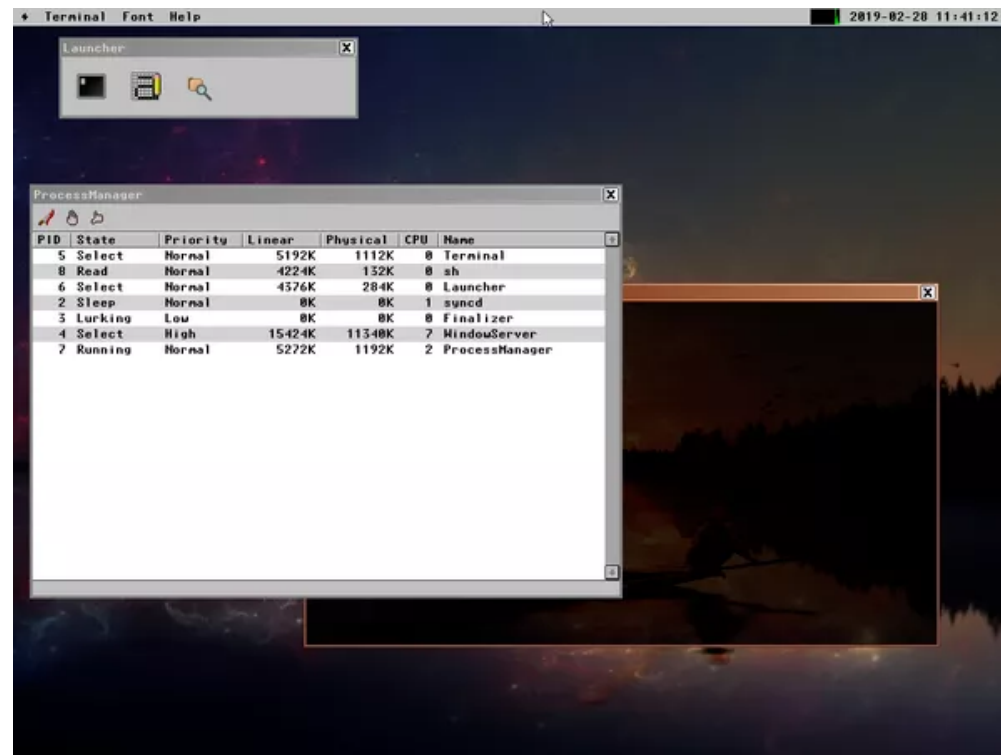 Terminal Font Help 2019-02-28 11:41:12
Launcher
ProcessManager
PID State Priority Linear Physical CPU Name
5 Select Normal 5192K 1112K 0 Terminal
8 Read Normal 4224K 132K 0 sh
6 Select Normal 4376K 284K 0 Launcher
2 Sleep Normal 0K 0K 1 syncd
3 Lurking Low 0K 0K 0 Finalizer
4 Select High 15424K 11340K 7 WindowServer
7 Running Normal 5272K 1192K 2 ProcessManager